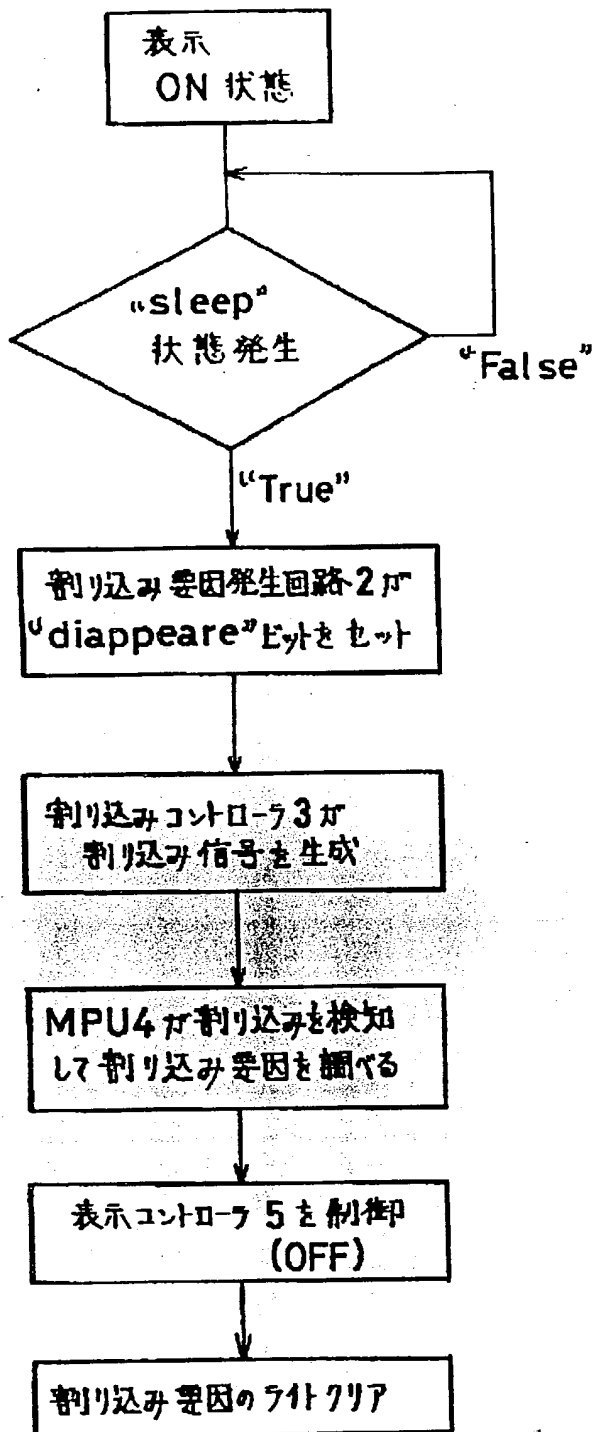 表示
ON 状態
“sleep”
状態発生
“False”
“True”
割り込み要因発生回路2が
“diappeare”ビットをセット
割り込みコントローラ3が
割り込み信号を生成
MPU4が割り込みを検知
して割り込み要因を調べる
表示コントローラ5を制御
(OFF)
割り込み要因のライトクリア